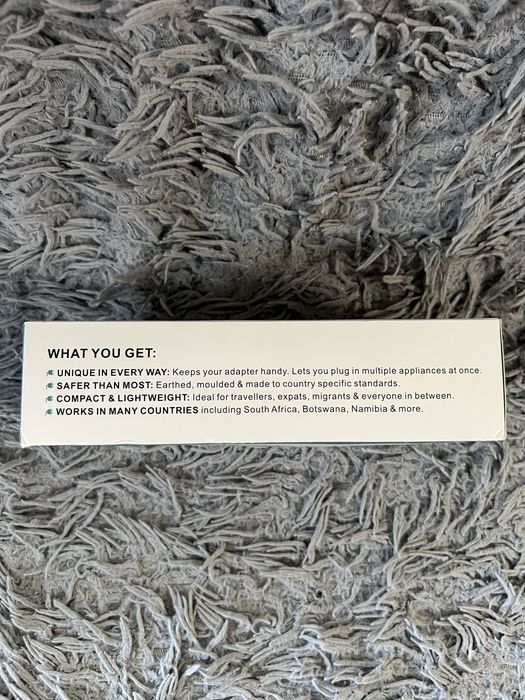 WHAT YOU GET:
UNIQUE IN EVERY WAY: Keeps your adapter handy. Lets you plug in multiple appliances at once.
SAFER THAN MOST: Earthed, moulded & made to country specific standards.
COMPACT & LIGHTWEIGHT: Ideal for travellers, expats, migrants & everyone in between.
WORKS IN MANY COUNTRIES including South Africa, Botswana, Namibia & more.